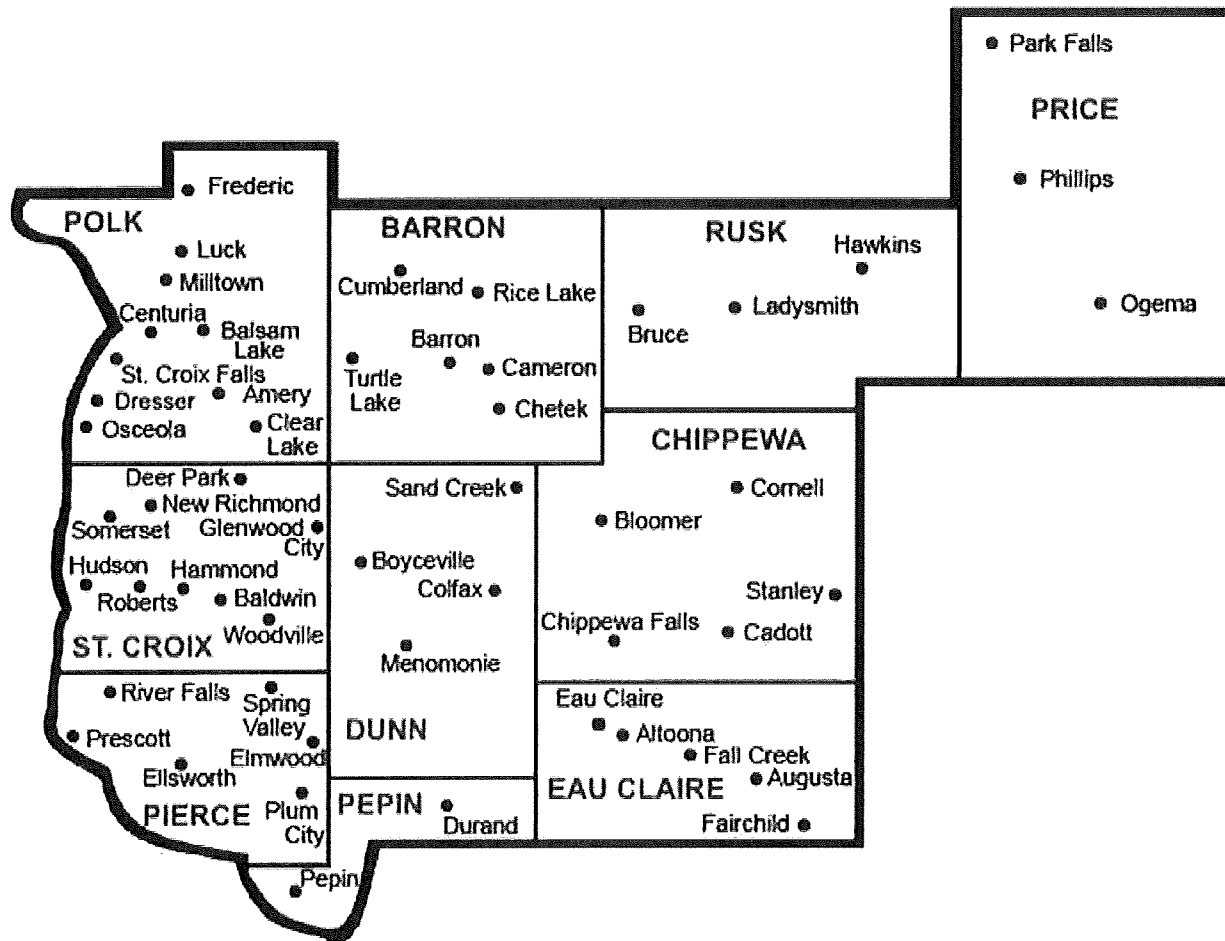 Park Falls
PRICE
Phillips
Ogema
Frederic
POLK
Luck
Milltown
Centuria
Balsam
Lake
St. Croix Falls
Dresser
Amery
Osceola
Clear
Lake
BARRON
Cumberland
Rice Lake
Barron
Turtle
Lake
Cameron
Chetek
RUSK
Hawkins
Bruce
Ladysmith
CHIPPEWA
Cornell
Bloomer
Stanley
Chippewa Falls
Cadott
Deer Park
New Richmond
Somerset
Glenwood
City
Hudson
Hammond
Roberts
Baldwin
Woodville
ST. CROIX
Sand Creek
Boyceville
Colfax
Menomonie
DUNN
River Falls
Spring
Valley
Prescott
Elmwood
Ellsworth
PIERCE
Plum
City
PEPIN
Durand
Pepin
Eau Claire
Altoona
Fall Creek
Augusta
EAU CLAIRE
Fairchild